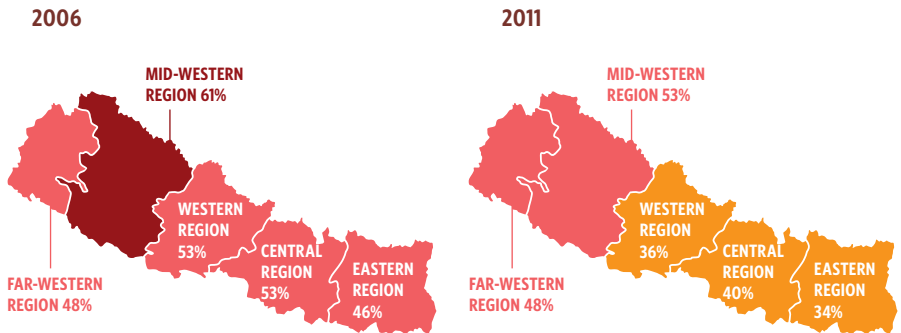 2006
MID-WESTERN
REGION 61%
WESTERN
REGION
53%
CENTRAL
REGION
53%
EASTERN
REGION
46%
FAR-WESTERN
REGION 48%
2011
MID-WESTERN
REGION 53%
WESTERN
REGION
36%
CENTRAL
REGION
40%
EASTERN
REGION
34%
FAR-WESTERN
REGION 48%